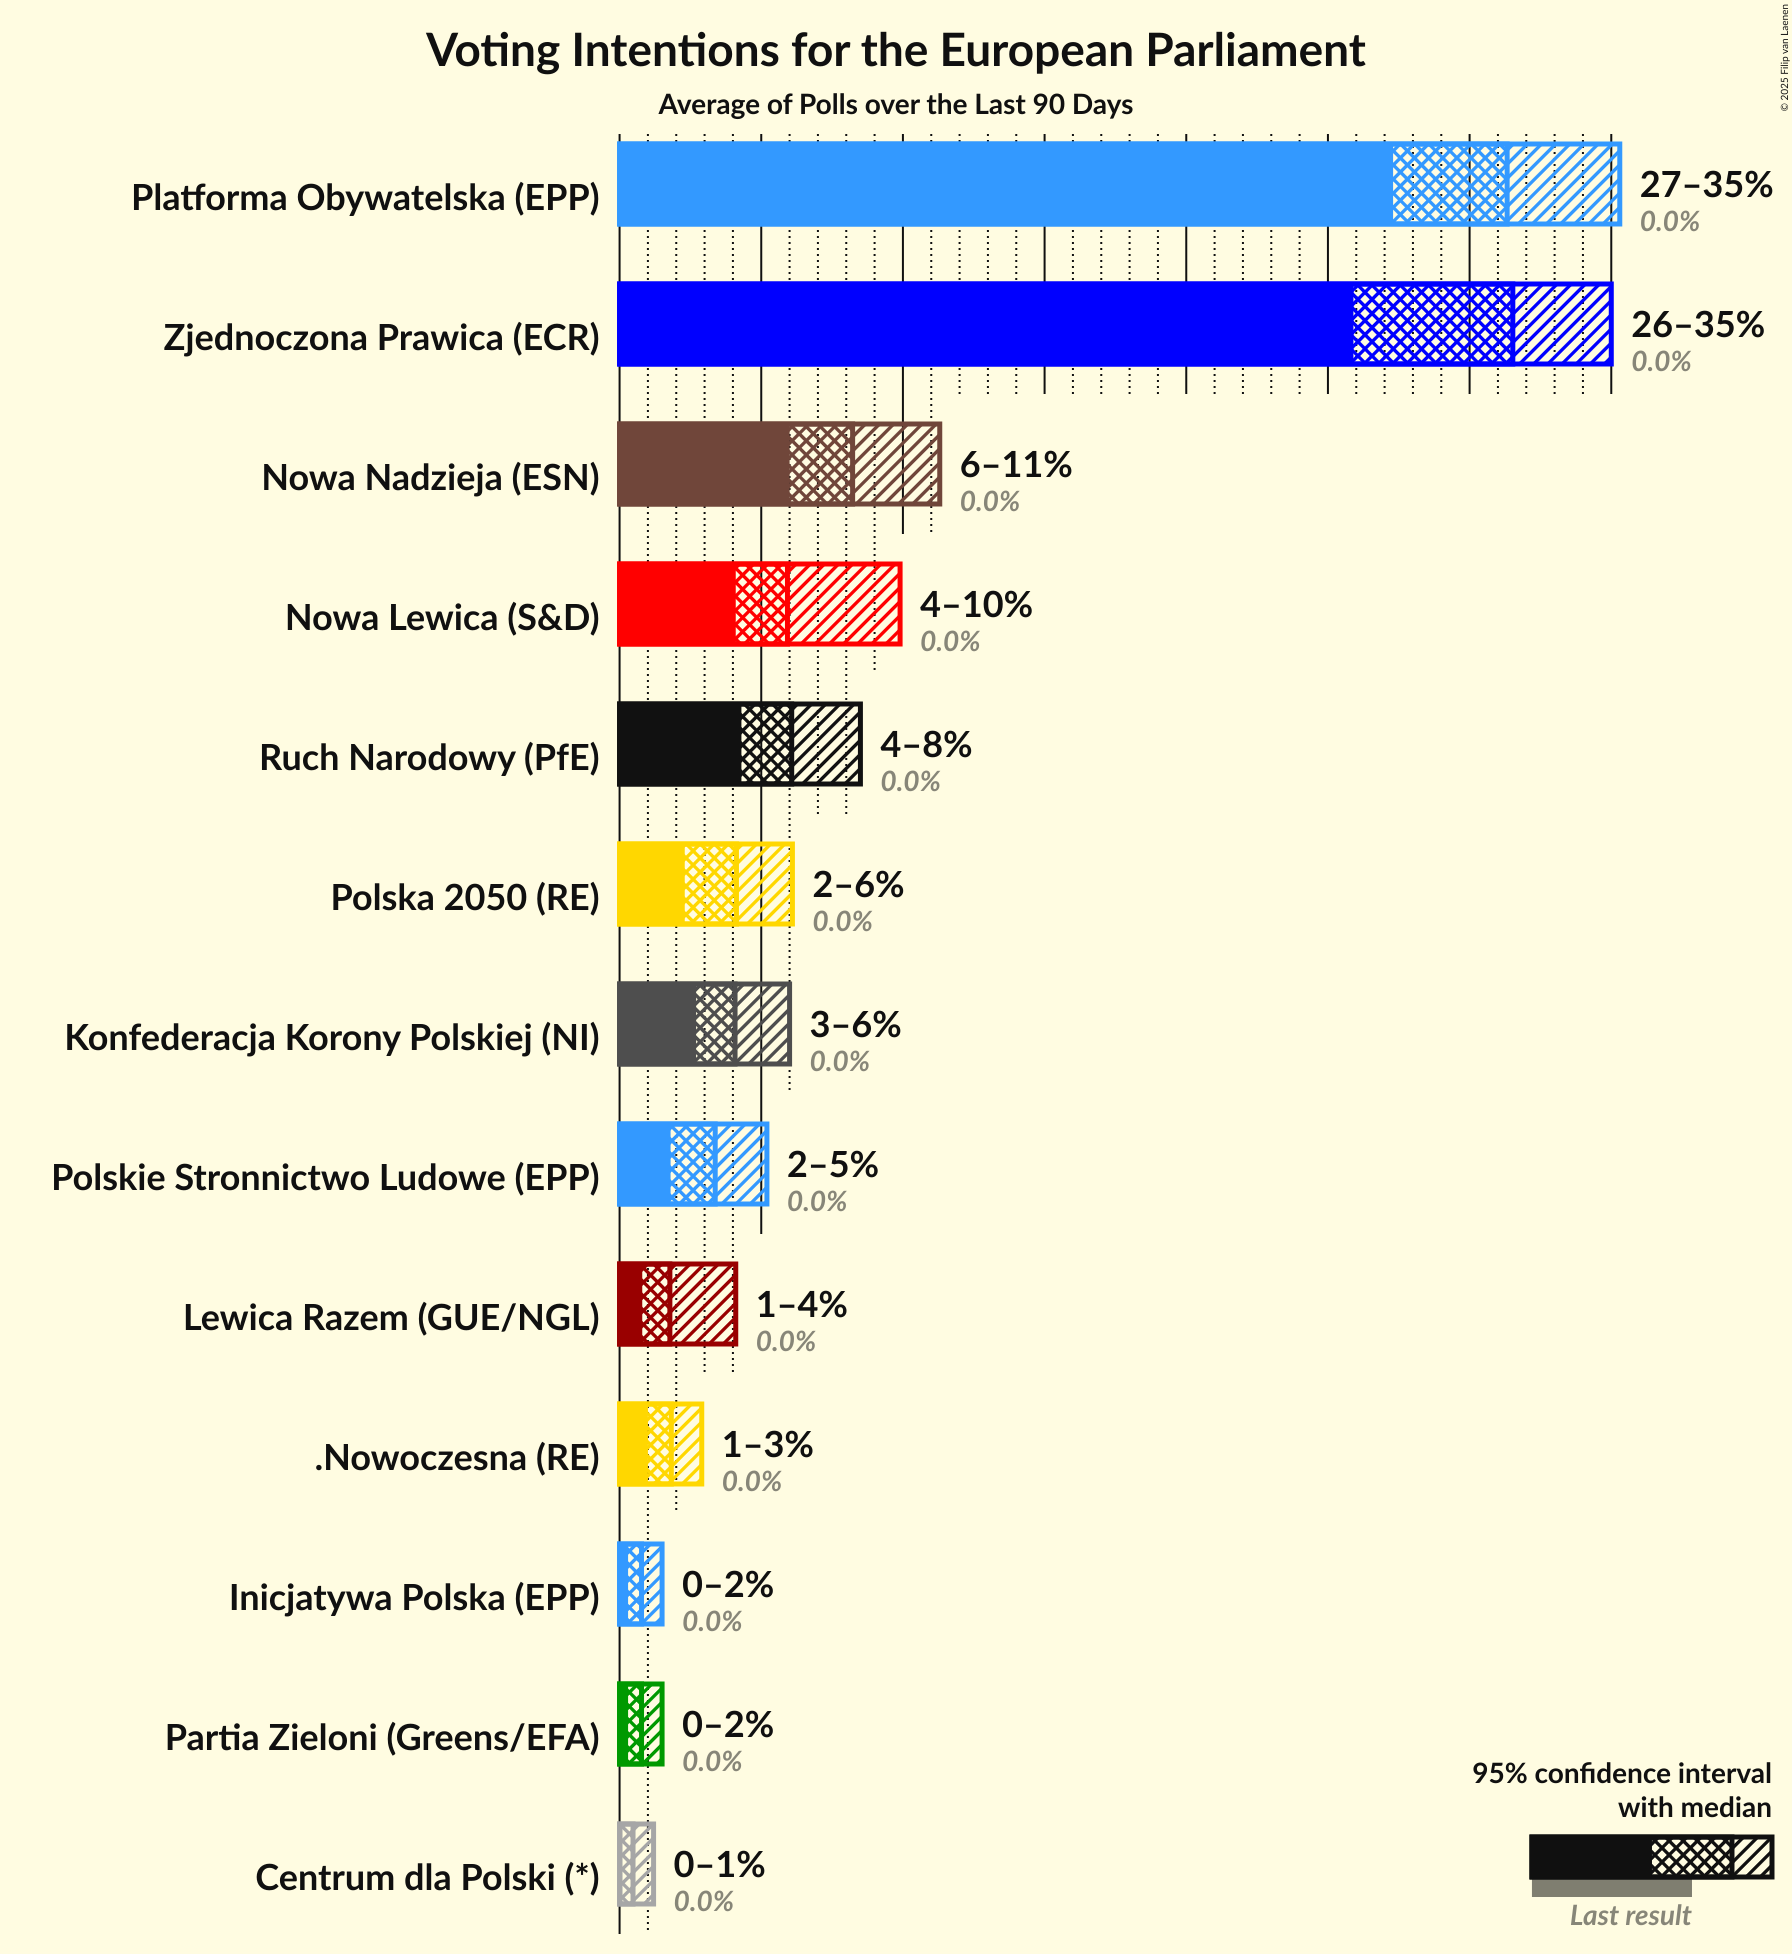 Voting Intentions for the European Parliament
Average of Polls over the Last 90 Days
© 2025 Filip van Laenen
Platforma Obywatelska (EPP)
27–35%
0.0%
Zjednoczona Prawica (ECR)
26–35%
0.0%
Nowa Nadzieja (ESN)
6–11%
0.0%
Nowa Lewica (S&D)
4–10%
0.0%
Ruch Narodowy (PfE)
4–8%
0.0%
Polska 2050 (RE)
2–6%
0.0%
Konfederacja Korony Polskiej (NI)
3–6%
0.0%
Polskie Stronnictwo Ludowe (EPP)
2–5%
0.0%
Lewica Razem (GUE/NGL)
1–4%
0.0%
.Nowoczesna (RE)
1–3%
0.0%
Inicjatywa Polska (EPP)
0–2%
0.0%
Partia Zieloni (Greens/EFA)
0–2%
0.0%
Centrum dla Polski (*)
0–1%
0.0%
95% confidence interval
with median
Last result